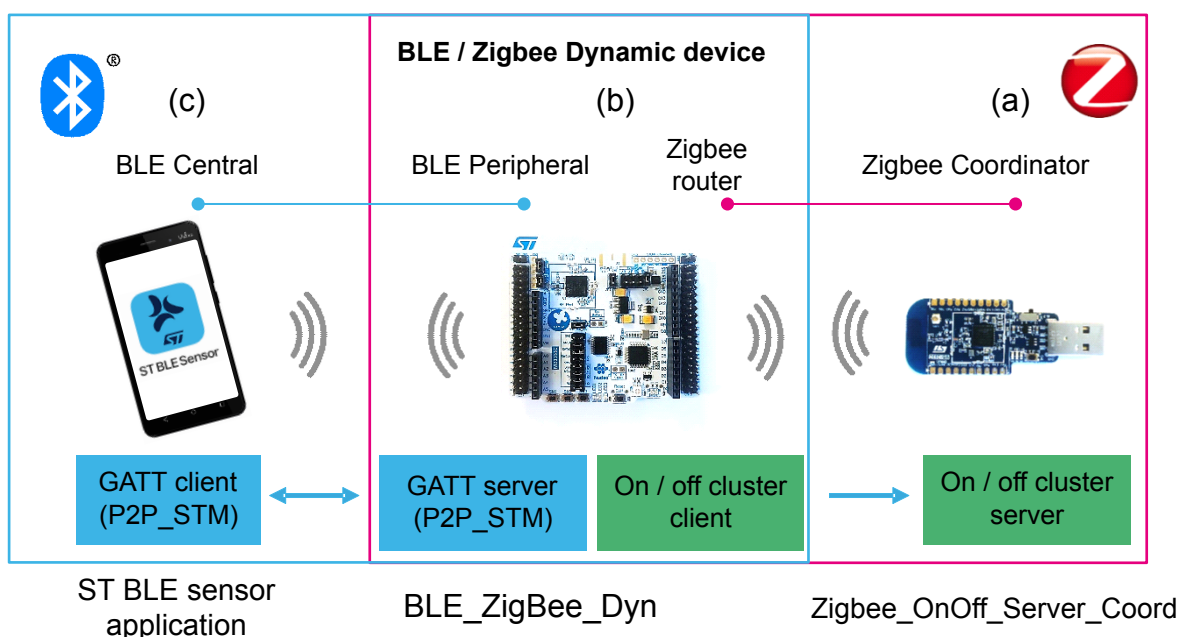 BLE / Zigbee Dynamic device
®
(c)
(b)
(a)
Z
BLE Central
BLE Peripheral
Zigbee
router
Zigbee Coordinator
ST
ST BLE Sensor
GATT client
(P2P_STM)
GATT server
(P2P_STM)
On / off cluster
client
On / off cluster
server
ST BLE sensor
application
BLE_ZigBee_Dyn
Zigbee_OnOff_Server_Coord